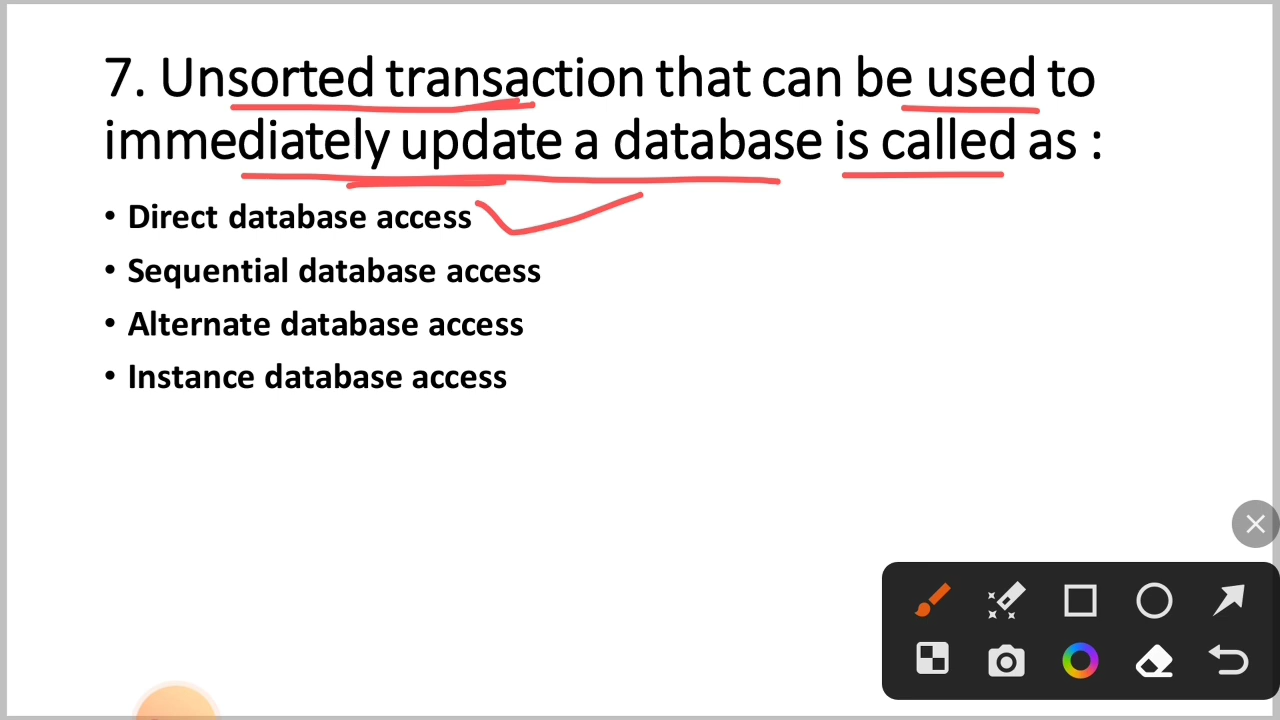 7. Unsorted transaction that can be used to
immediately update a database is called as :
• Direct database access
• Sequential database access
• Alternate database access
• Instance database access